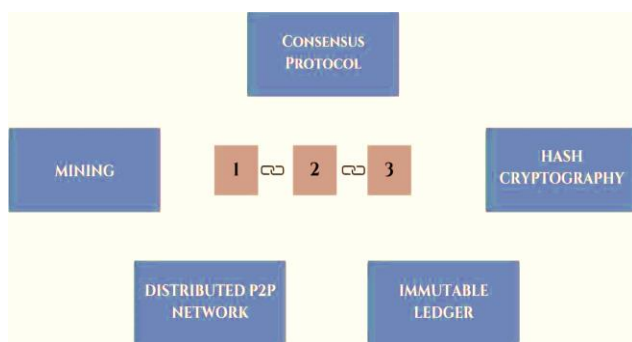 CONSENSUS
PROTOCOL
MINING
1
2
3
HASH
CRYPTOGRAPHY
DISTRIBUTED P2P
NETWORK
IMMUTABLE
LEDGER